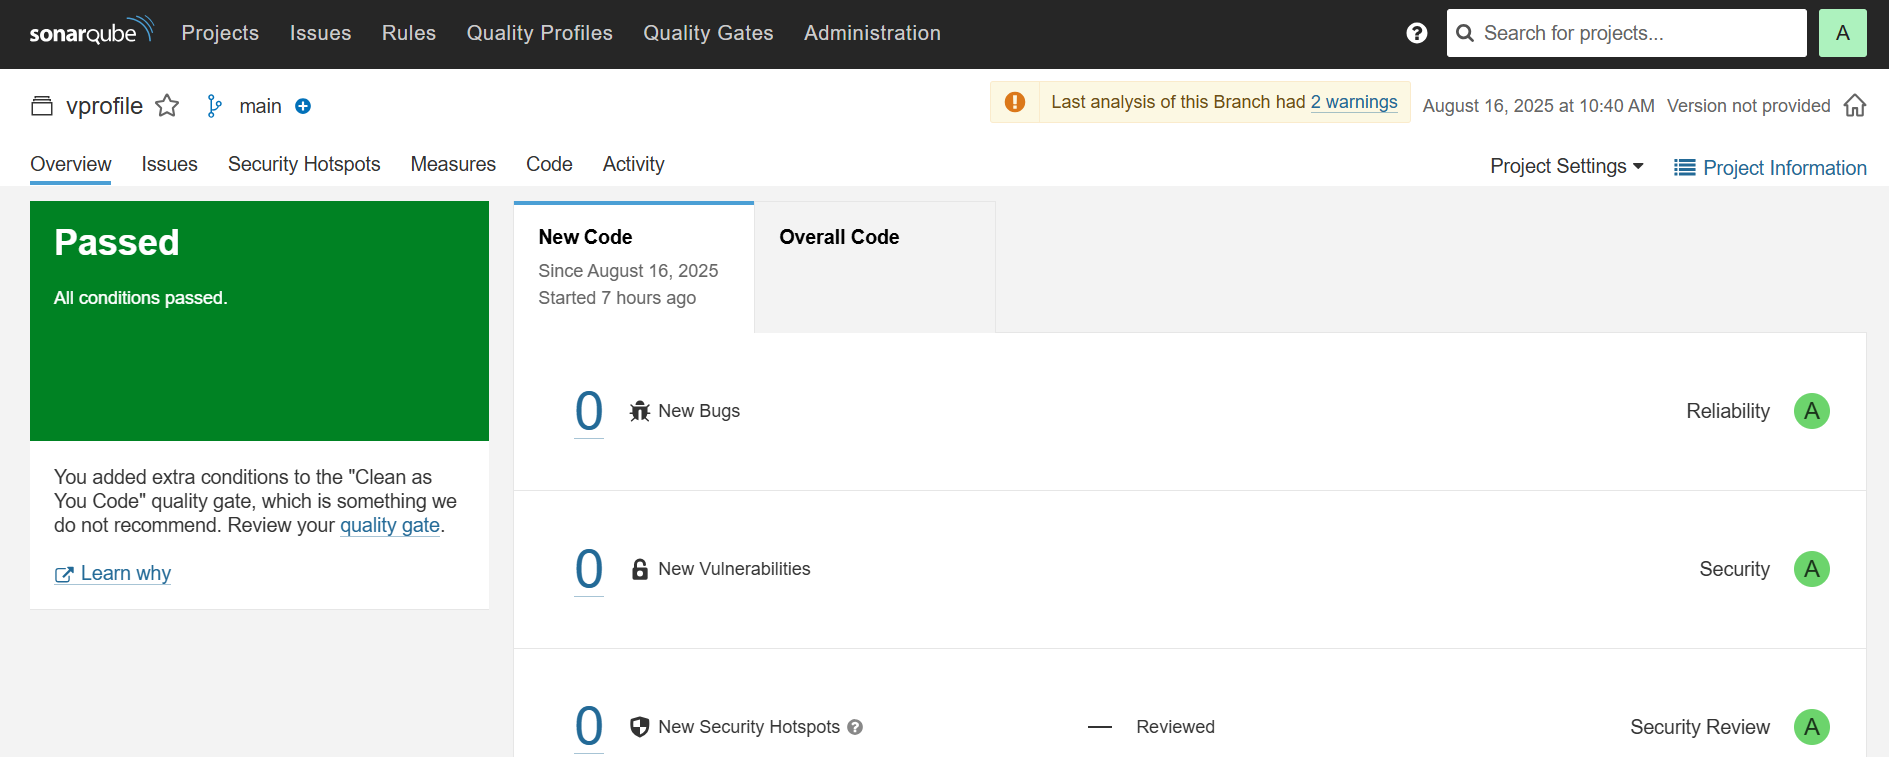 sonarqube Projects Issues Rules Quality Profiles Quality Gates Administration ? Search for projects... A
vprofile main Last analysis of this Branch had 2 warnings August 16, 2025 at 10:40 AM Version not provided
Overview Issues Security Hotspots Measures Code Activity Project Settings Project Information
Passed
All conditions passed.
You added extra conditions to the "Clean as
You Code" quality gate, which is something we
do not recommend. Review your quality gate.
Learn why
New Code
Since August 16, 2025
Started 7 hours ago
Overall Code
0 New Bugs Reliability A
0 New Vulnerabilities Security A
0 New Security Hotspots ? — Reviewed Security Review A